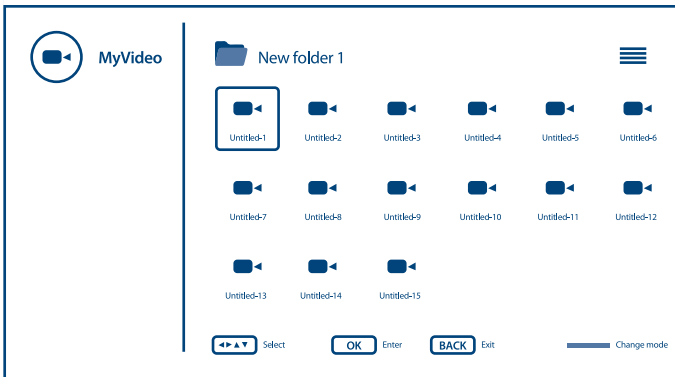 MyVideo
New folder 1
Untitled-1 Untitled-2 Untitled-3 Untitled-4 Untitled-5 Untitled-6
Untitled-7 Untitled-8 Untitled-9 Untitled-10 Untitled-11 Untitled-12
Untitled-13 Untitled-14 Untitled-15
Select OK Enter BACK Exit Change mode